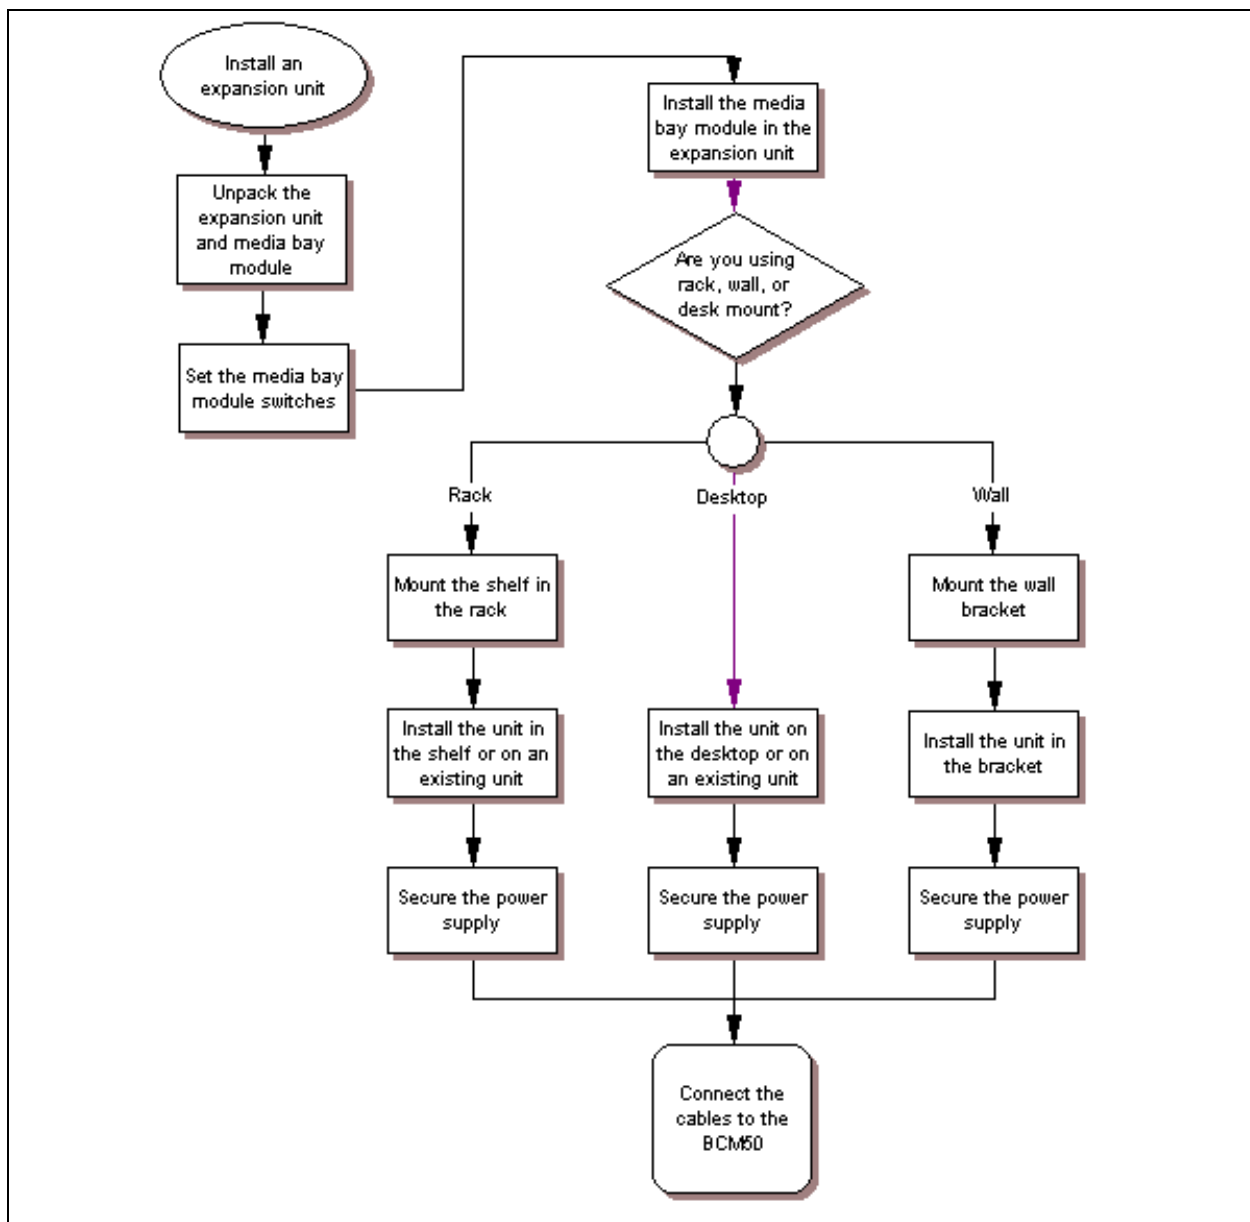 Install an
expansion unit
Unpack the
expansion unit
and media bay
module
Set the media bay
module switches
Install the media
bay module in the
expansion unit
Are you using
rack, wall, or
desk mount?
Rack
Desktop
Wall
Mount the shelf in
the rack
Mount the wall
bracket
Install the unit in
the shelf or on an
existing unit
Install the unit on
the desktop or on
an existing unit
Install the unit in
the bracket
Secure the power
supply
Secure the power
supply
Secure the power
supply
Connect the
cables to the
BCM50